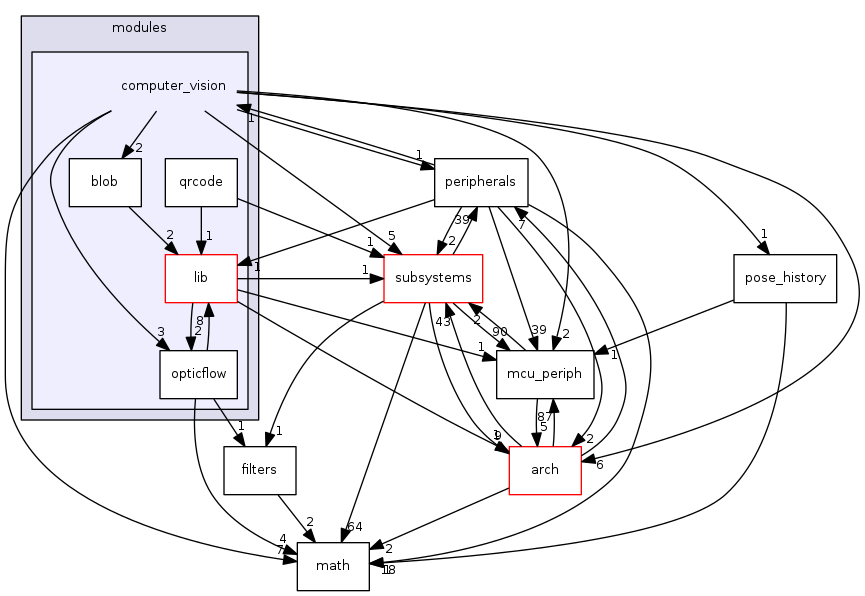 modules
computer_vision
1
1
2
39
5
1
1
blob
qrcode
peripherals
2
1
2
7
1
lib
1
subsystems
pose_history
8
2
3
43
2
90
39
2
1
1
opticflow
mcu_periph
1
1
1
9
87
5
2
6
filters
arch
2
64
4
7
2
18
math